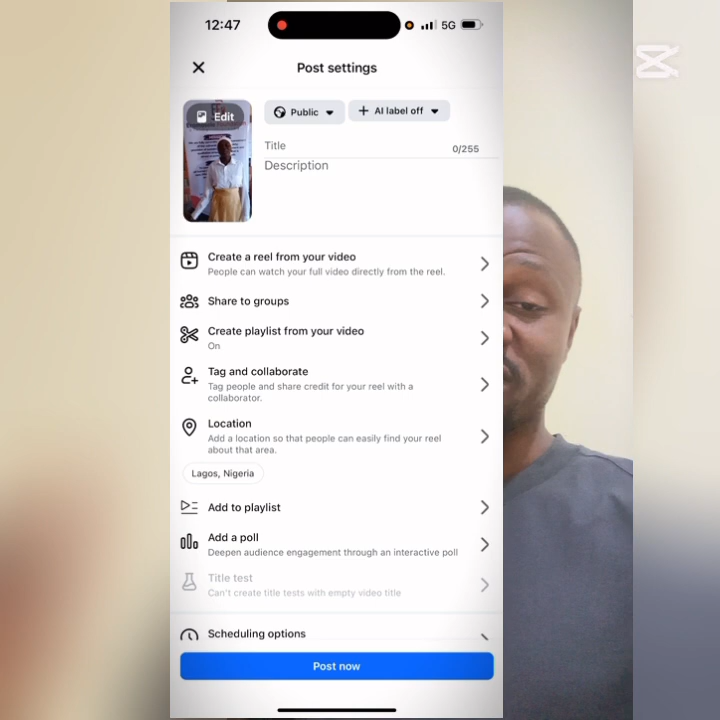 12:47
5G
Post settings
Edit
Public
AI label off
Title
0/255
Description
Create a reel from your video
People can watch your full video directly from the reel.
Share to groups
Create playlist from your video
On
Tag and collaborate
Tag people and share credit for your reel with a
collaborator.
Location
Add a location so that people can easily find your reel
about that area.
Lagos, Nigeria
Add to playlist
Add a poll
Deepen audience engagement through an interactive poll
Title test
Can't create title tests with empty video title
Scheduling options
Post now